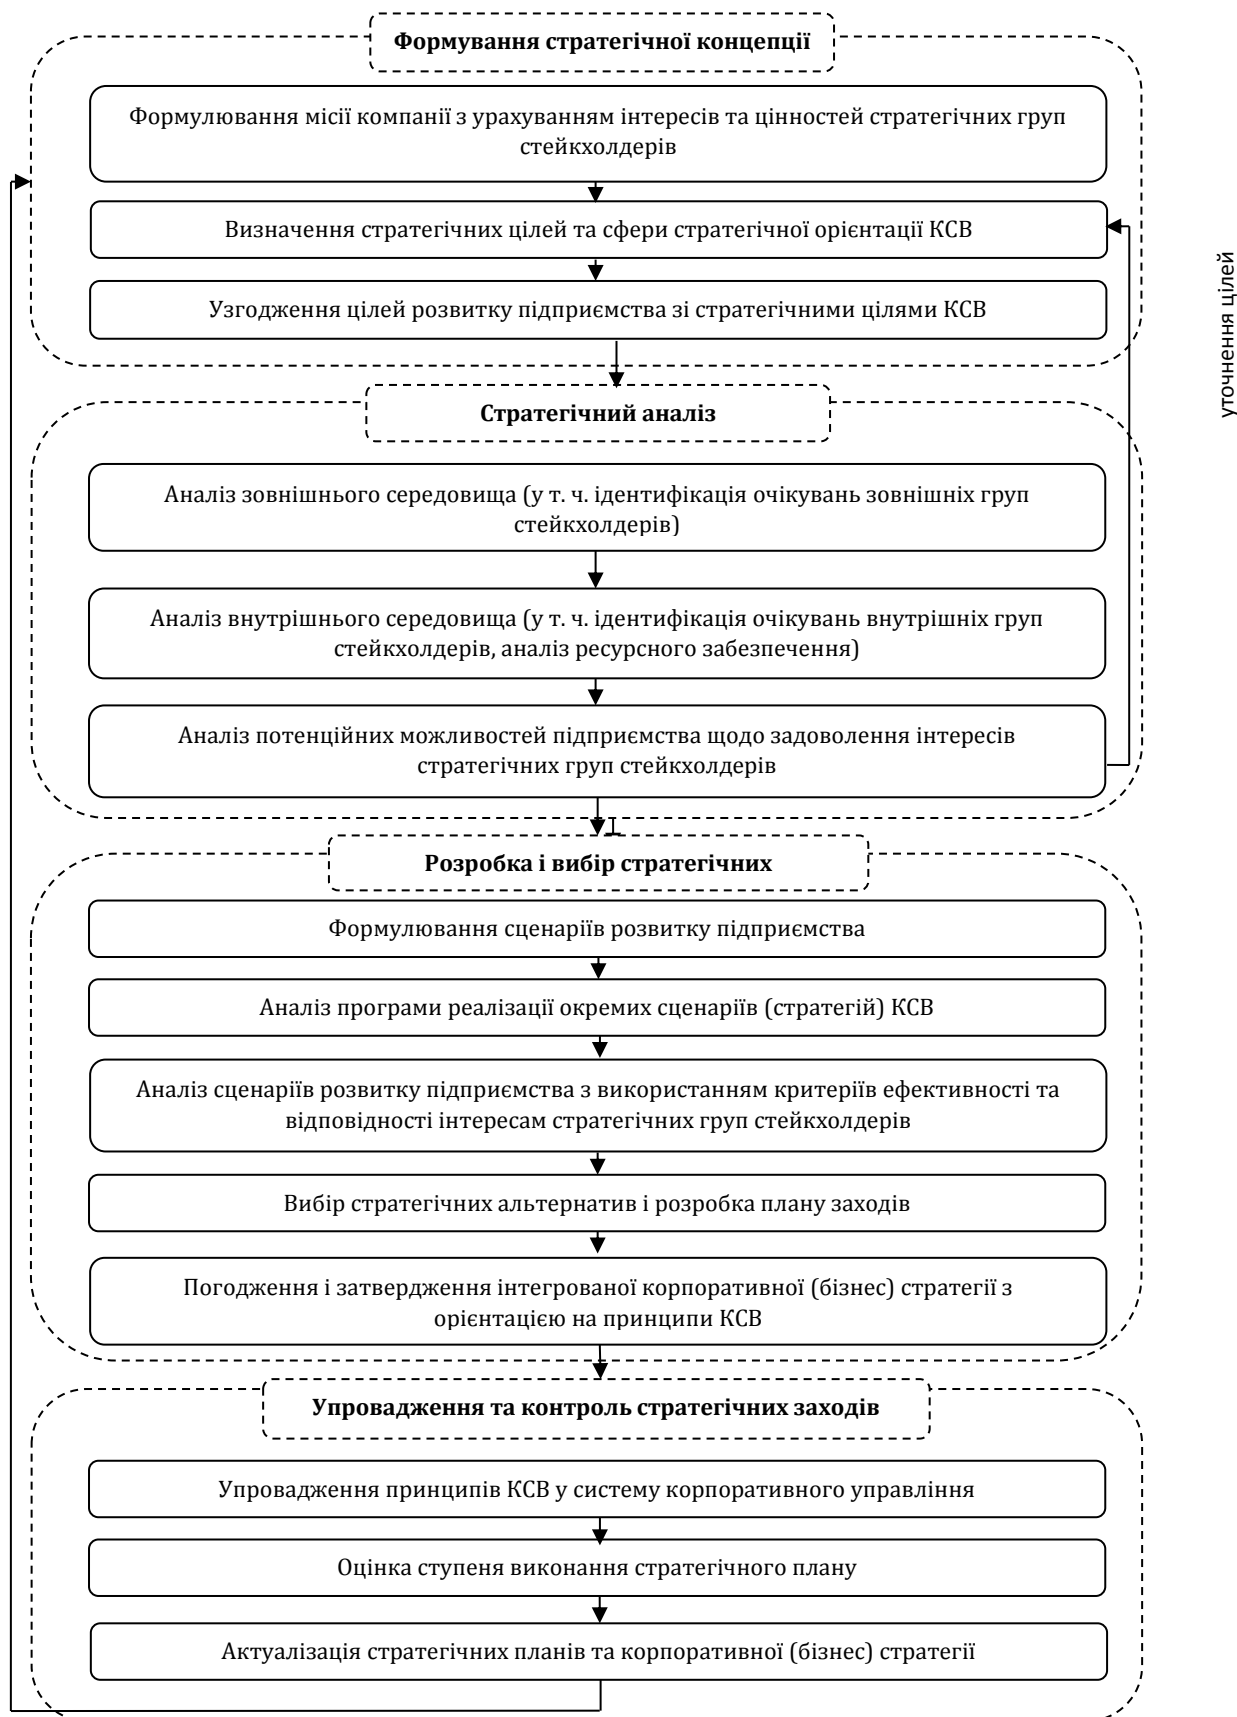 Формування стратегічної концепції
Формулювання місії компанії з урахуванням інтересів та цінностей стратегічних груп
стейкхолдерів
Визначення стратегічних цілей та сфери стратегічної орієнтації КСВ
Узгодження цілей розвитку підприємства зі стратегічними цілями КСВ
уточнення цілей
Стратегічний аналіз
Аналіз зовнішнього середовища (у т. ч. ідентифікація очікувань зовнішніх груп
стейкхолдерів)
Аналіз внутрішнього середовища (у т. ч. ідентифікація очікувань внутрішніх груп
стейкхолдерів, аналіз ресурсного забезпечення)
Аналіз потенційних можливостей підприємства щодо задоволення інтересів
стратегічних груп стейкхолдерів
Розробка і вибір стратегічних
Формулювання сценаріїв розвитку підприємства
Аналіз програми реалізації окремих сценаріїв (стратегій) КСВ
Аналіз сценаріїв розвитку підприємства з використанням критеріїв ефективності та
відповідності інтересам стратегічних груп стейкхолдерів
Вибір стратегічних альтернатив і розробка плану заходів
Погодження і затвердження інтегрованої корпоративної (бізнес) стратегії з
орієнтацією на принципи КСВ
Упровадження та контроль стратегічних заходів
Упровадження принципів КСВ у систему корпоративного управління
Оцінка ступеня виконання стратегічного плану
Актуалізація стратегічних планів та корпоративної (бізнес) стратегії